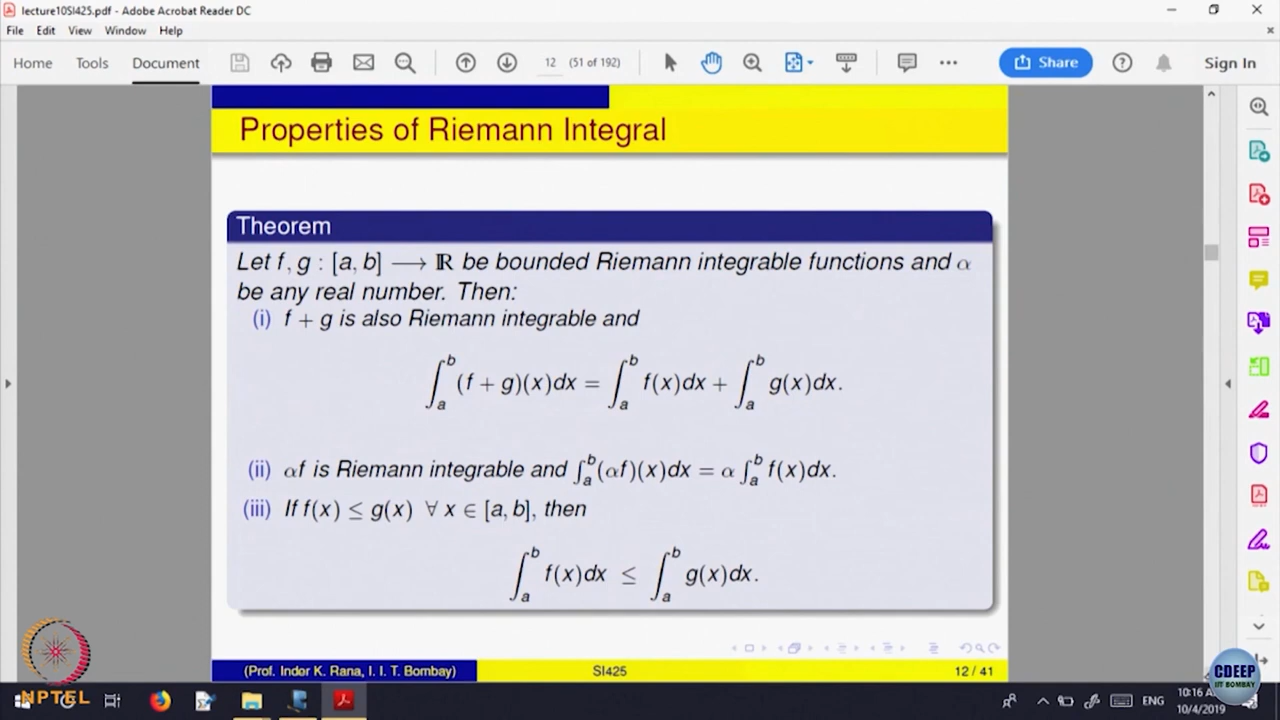 lecture10SI425.pdf - Adobe Acrobat Reader DC
File Edit View Window Help
Home Tools Document 12 (51 of 192) Share Sign In
Properties of Riemann Integral
Theorem
Let f, g : [a, b] ⟶ ℝ be bounded Riemann integrable functions and α
be any real number. Then:
(i) f + g is also Riemann integrable and
∫_a^b (f + g)(x)dx = ∫_a^b f(x)dx + ∫_a^b g(x)dx.
(ii) αf is Riemann integrable and ∫_a^b (αf)(x)dx = α ∫_a^b f(x)dx.
(iii) If f(x) ≤ g(x) ∀ x ∈ [a, b], then
∫_a^b f(x)dx ≤ ∫_a^b g(x)dx.
(Prof. Inder K. Rana, I. I. T. Bombay) SI425 12 / 41
NPTEL
CDEEP
IIT BOMBAY
ENG
10:16
10/4/2019